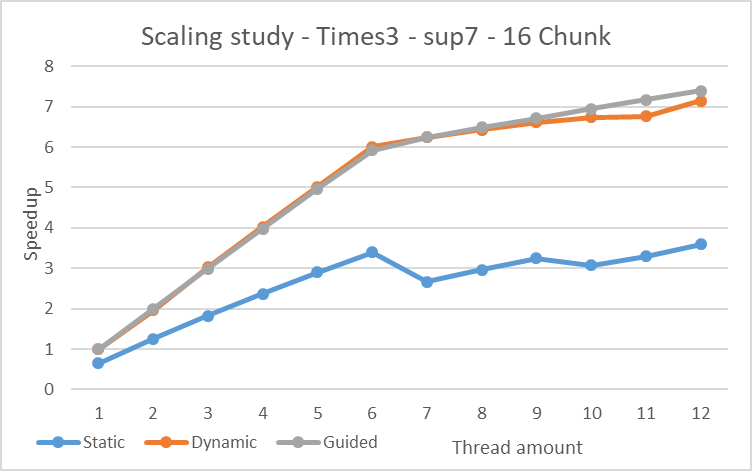 Scaling study - Times3 - sup7 - 16 Chunk
8
7
6
5
4
3
2
1
0
Speedup
1 2 3 4 5 6 7 8 9 10 11 12
Static Dynamic Guided
Thread amount